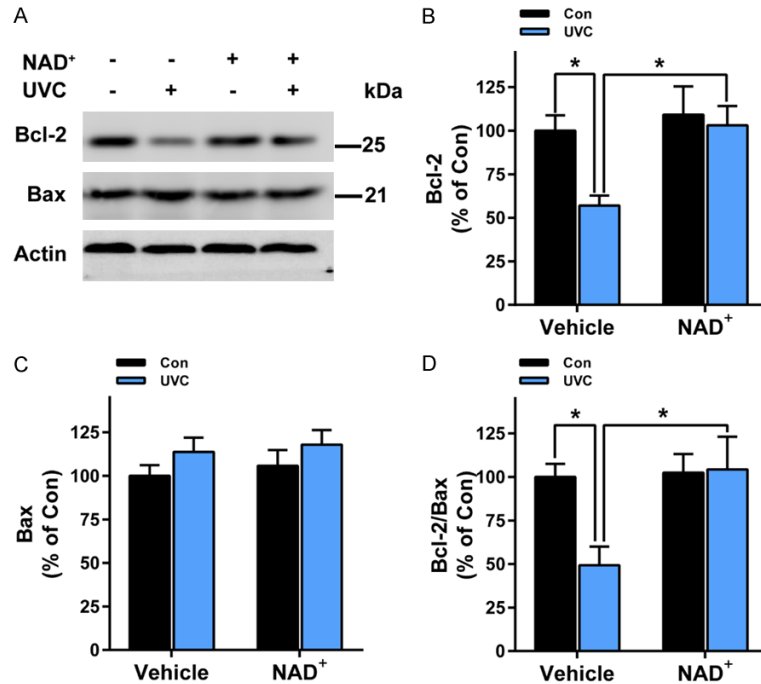 A
NAD+ - - + +
UVC - + - + kDa
Bcl-2 25
Bax 21
Actin
B
Con
UVC
* *
125
100
75
50
25
0
Bcl-2
(% of Con)
Vehicle NAD+
C
Con
UVC
125
100
75
50
25
0
Bax
(% of Con)
Vehicle NAD+
D
Con
UVC
* *
125
100
75
50
25
0
Bcl-2/Bax
(% of Con)
Vehicle NAD+